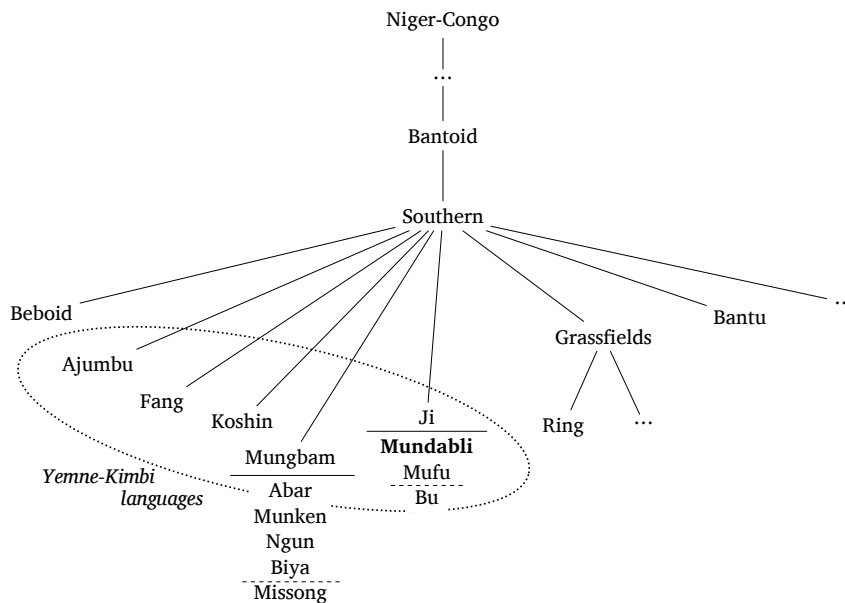 Niger-Congo
...
Bantoid
Southern
Beboid
Ajumbu
Fang
Koshin
Mungbam
Abar
Munken
Ngun
Biya
Missong
Ji
Mundabli
Mufu
Bu
Grassfields
Ring
...
Bantu
..
Yemne-Kimbi
languages